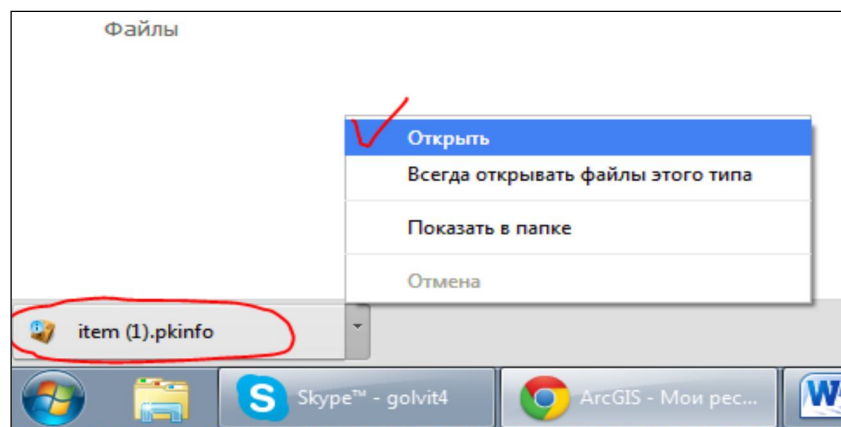 Файлы
Открыть
Всегда открывать файлы этого типа
Показать в папке
Отмена
item (1).pkinfo
Skype™ - golvit4
ArcGIS - Мои рес...
W